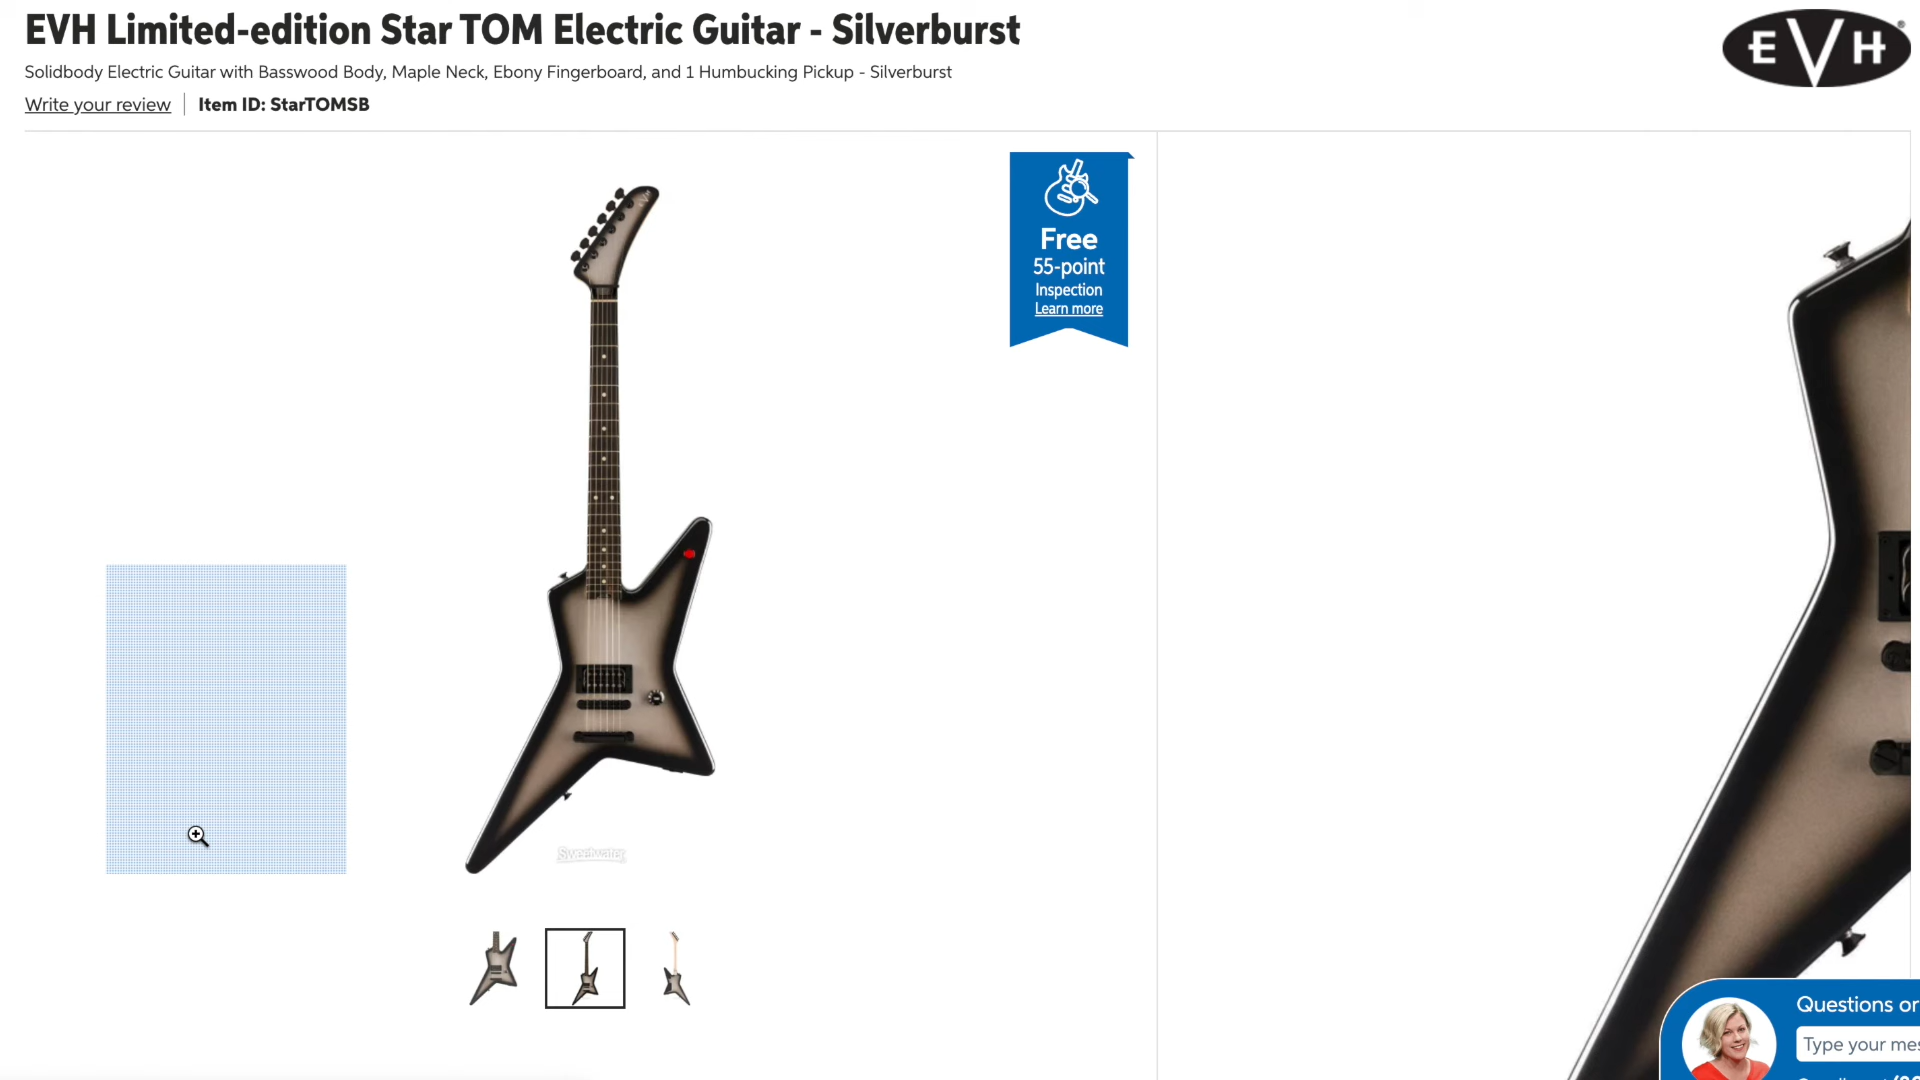 EVH Limited-edition Star TOM Electric Guitar - Silverburst
Solidbody Electric Guitar with Basswood Body, Maple Neck, Ebony Fingerboard, and 1 Humbucking Pickup - Silverburst
Write your review
Item ID: StarTOMSB
EVH®
Free
55-point
Inspection
Learn more
Sweetwater
Questions or
Type your mes